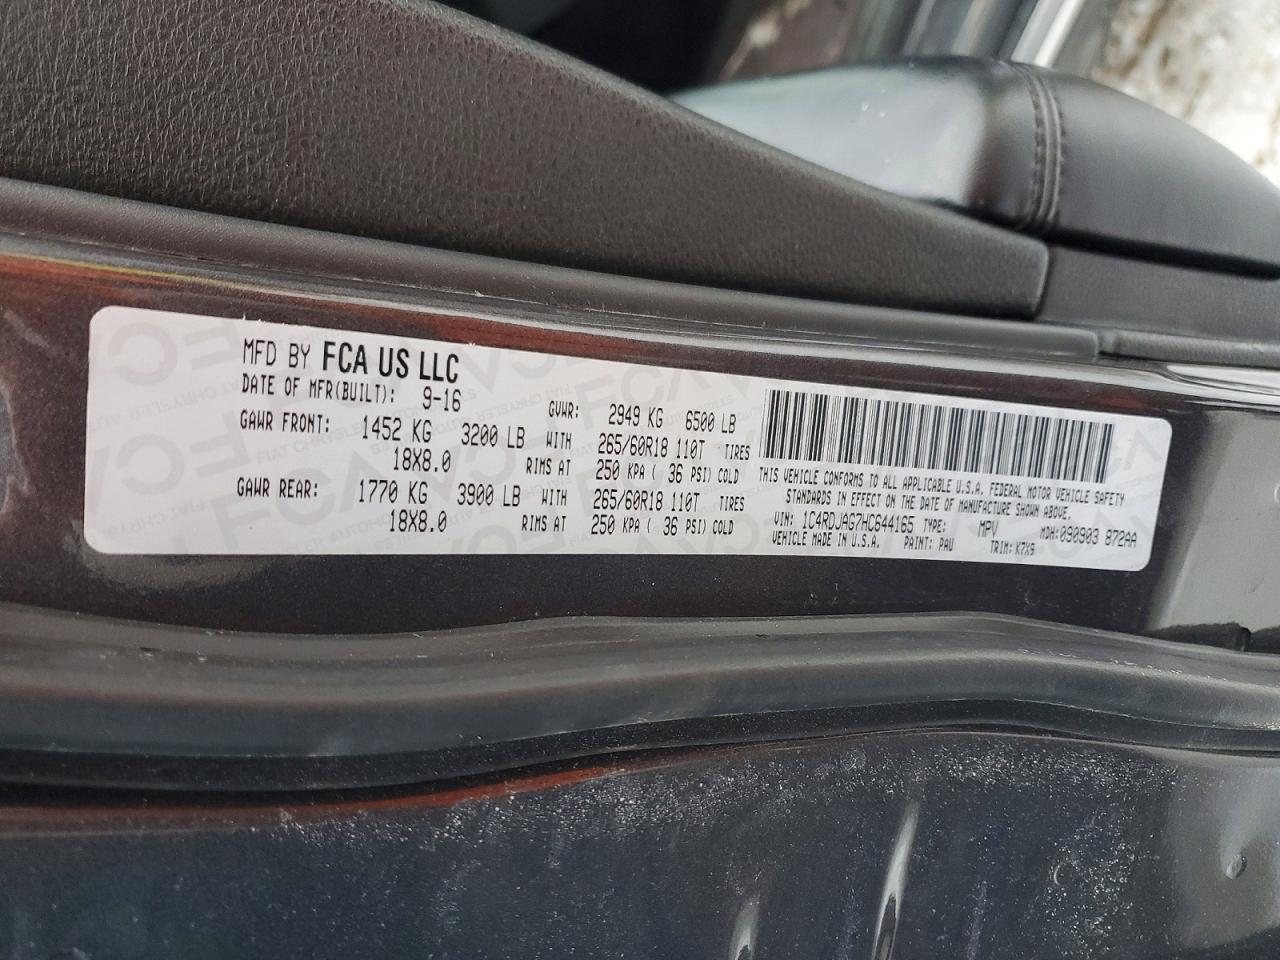 MFD BY FCA US LLC
DATE OF MFR(BUILT): 9-16 GVWR: 2949 KG 6500 LB
GAWR FRONT: 1452 KG 3200 LB WITH 265/60R18 110T TIRES
18X8.0 RIMS AT 250 KPA ( 36 PSI) COLD
GAWR REAR: 1770 KG 3900 LB WITH 265/60R18 110T TIRES
18X8.0 RIMS AT 250 KPA ( 36 PSI) COLD
THIS VEHICLE CONFORMS TO ALL APPLICABLE U.S.A. FEDERAL MOTOR VEHICLE SAFETY
STANDARDS IN EFFECT ON THE DATE OF MANUFACTURE SHOWN ABOVE.
VIN: 1C4RDJAG7HC644165 TYPE: MPV MDH: 090903 872AA
VEHICLE MADE IN U.S.A. PAINT: PAU TRIM: K7X9